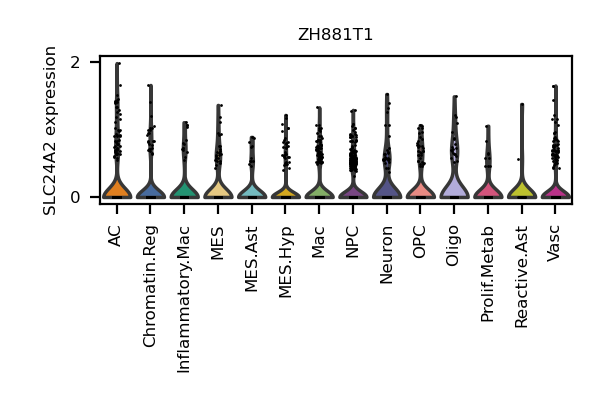 ZH881T1
SLC24A2 expression
2
0
AC
Chromatin.Reg
Inflammatory.Mac
MES
MES.Ast
MES.Hyp
Mac
NPC
Neuron
OPC
Oligo
Prolif.Metab
Reactive.Ast
Vasc